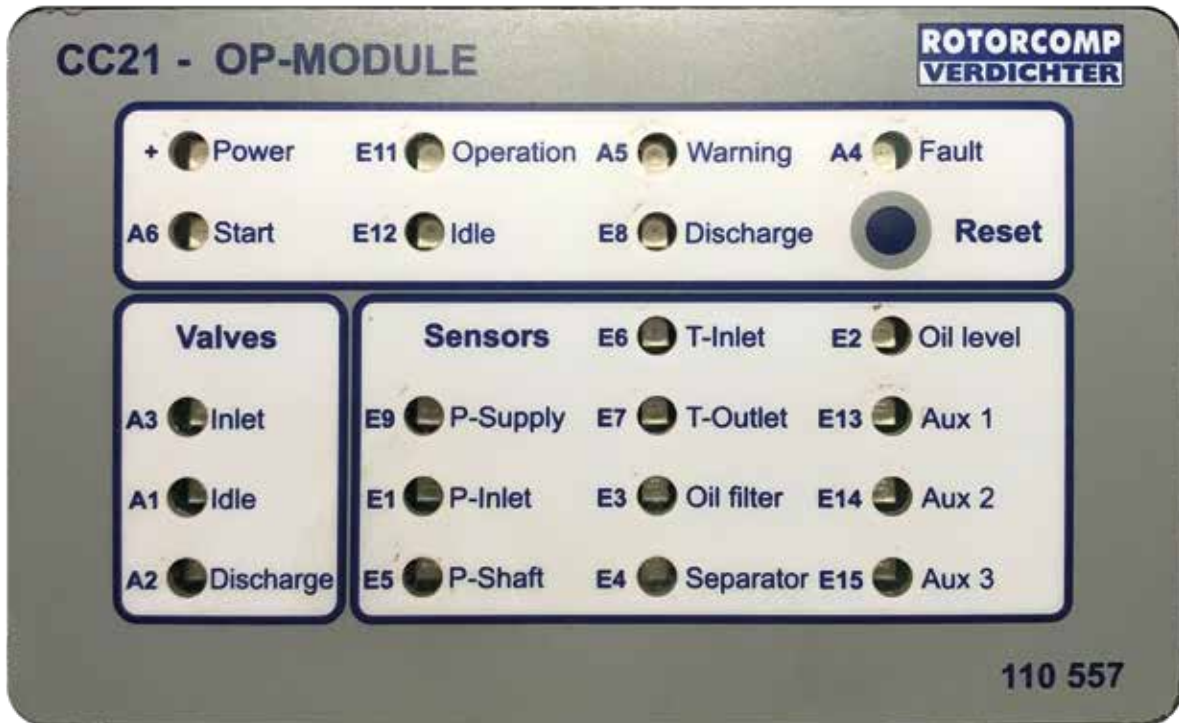 CC21 - OP-MODULE
ROTORCOMP
VERDICHTER
+ Power E11 Operation A5 Warning A4 Fault
A6 Start E12 Idle E8 Discharge Reset
Valves
A3 Inlet
A1 Idle
A2 Discharge
Sensors E6 T-Inlet E2 Oil level
E9 P-Supply E7 T-Outlet E13 Aux 1
E1 P-Inlet E3 Oil filter E14 Aux 2
E5 P-Shaft E4 Separator E15 Aux 3
110 557